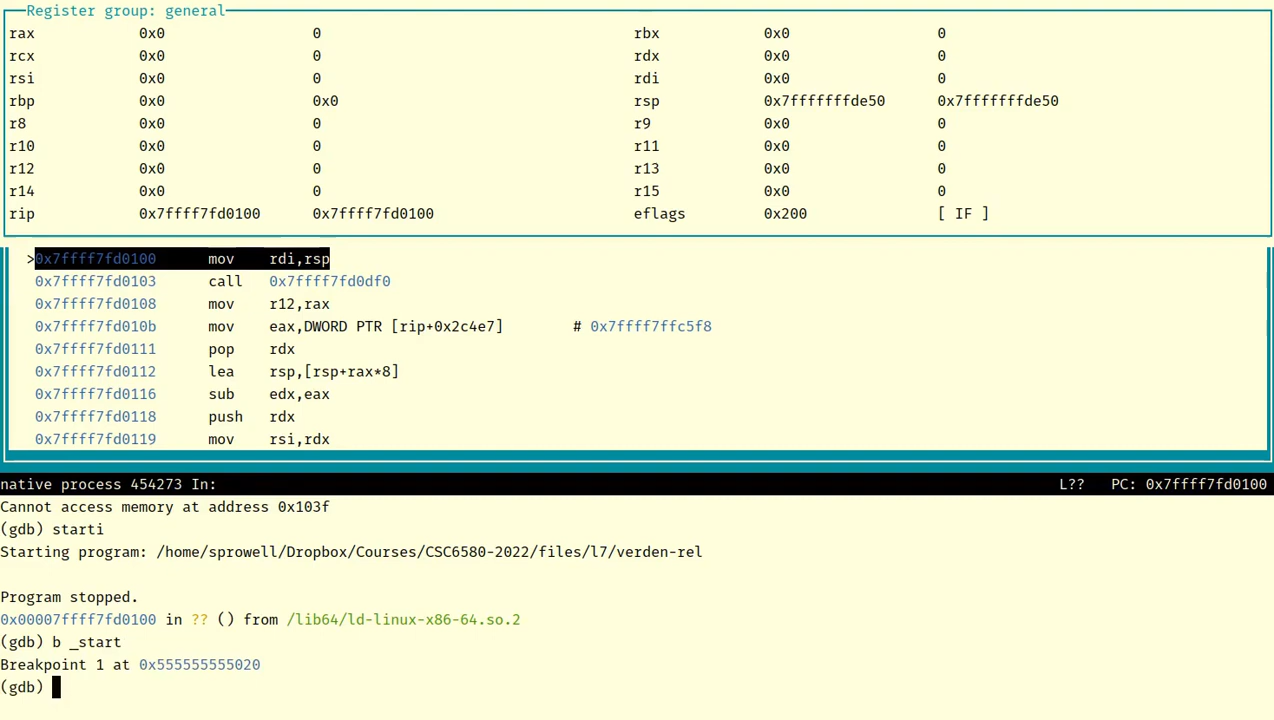 Register group: general
rax 0x0 0 rbx 0x0 0
rcx 0x0 0 rdx 0x0 0
rsi 0x0 0 rdi 0x0 0
rbp 0x0 0x0 rsp 0x7fffffffde50 0x7fffffffde50
r8 0x0 0 r9 0x0 0
r10 0x0 0 r11 0x0 0
r12 0x0 0 r13 0x0 0
r14 0x0 0 r15 0x0 0
rip 0x7ffff7fd0100 0x7ffff7fd0100 eflags 0x200 [ IF ]
>0x7ffff7fd0100 mov rdi,rsp
0x7ffff7fd0103 call 0x7ffff7fd0df0
0x7ffff7fd0108 mov r12,rax
0x7ffff7fd010b mov eax,DWORD PTR [rip+0x2c4e7] # 0x7ffff7ffc5f8
0x7ffff7fd0111 pop rdx
0x7ffff7fd0112 lea rsp,[rsp+rax*8]
0x7ffff7fd0116 sub edx,eax
0x7ffff7fd0118 push rdx
0x7ffff7fd0119 mov rsi,rdx
native process 454273 In: L?? PC: 0x7ffff7fd0100
Cannot access memory at address 0x103f
(gdb) starti
Starting program: /home/sprowell/Dropbox/Courses/CSC6580-2022/files/l7/verden-rel
Program stopped.
0x00007ffff7fd0100 in ?? () from /lib64/ld-linux-x86-64.so.2
(gdb) b _start
Breakpoint 1 at 0x555555555020
(gdb)